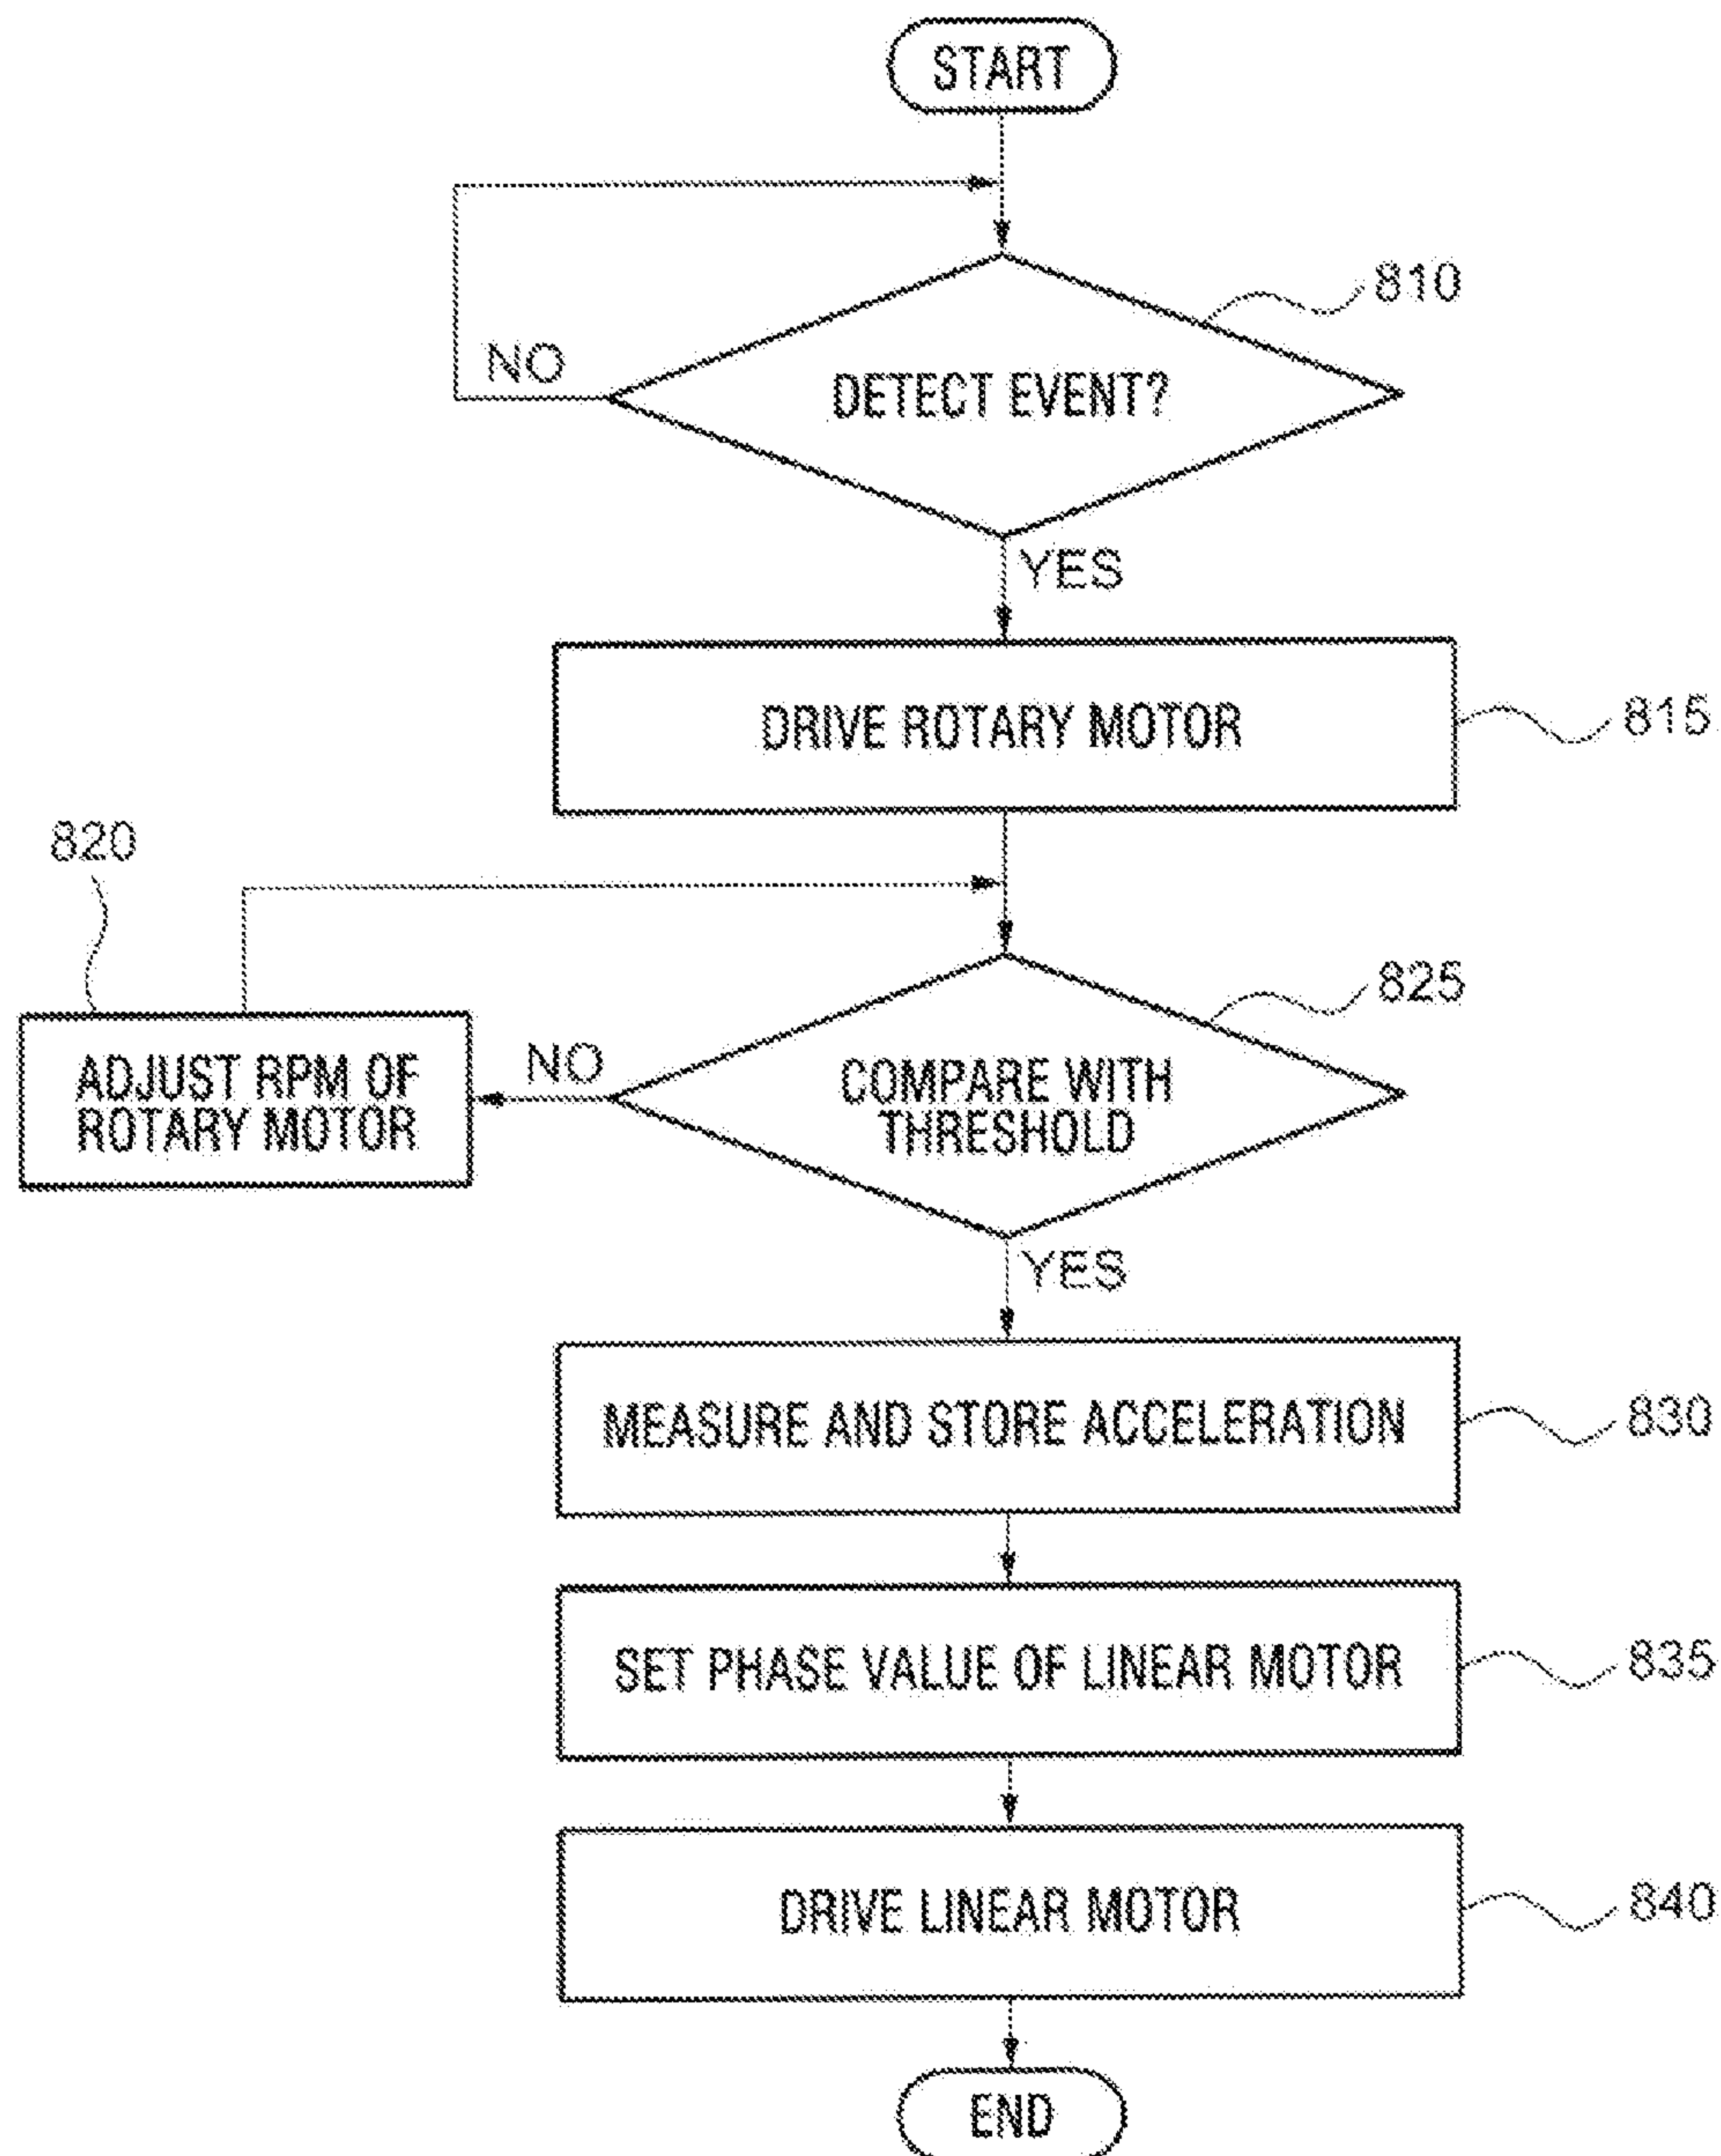 START
810
NO
DETECT EVENT?
YES
DRIVE ROTARY MOTOR
815
820
825
ADJUST RPM OF
ROTARY MOTOR
NO
COMPARE WITH
THRESHOLD
YES
MEASURE AND STORE ACCELERATION
830
SET PHASE VALUE OF LINEAR MOTOR
835
DRIVE LINEAR MOTOR
840
END